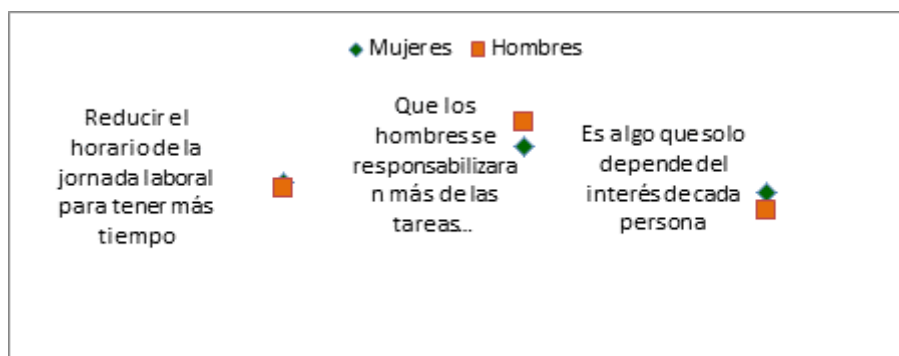 Mujeres Hombres
Reducir el
horario de la
jornada laboral
para tener más
tiempo
Que los
hombres se
responsabilizara
n más de las
tareas...
Es algo que solo
depende del
interés de cada
persona